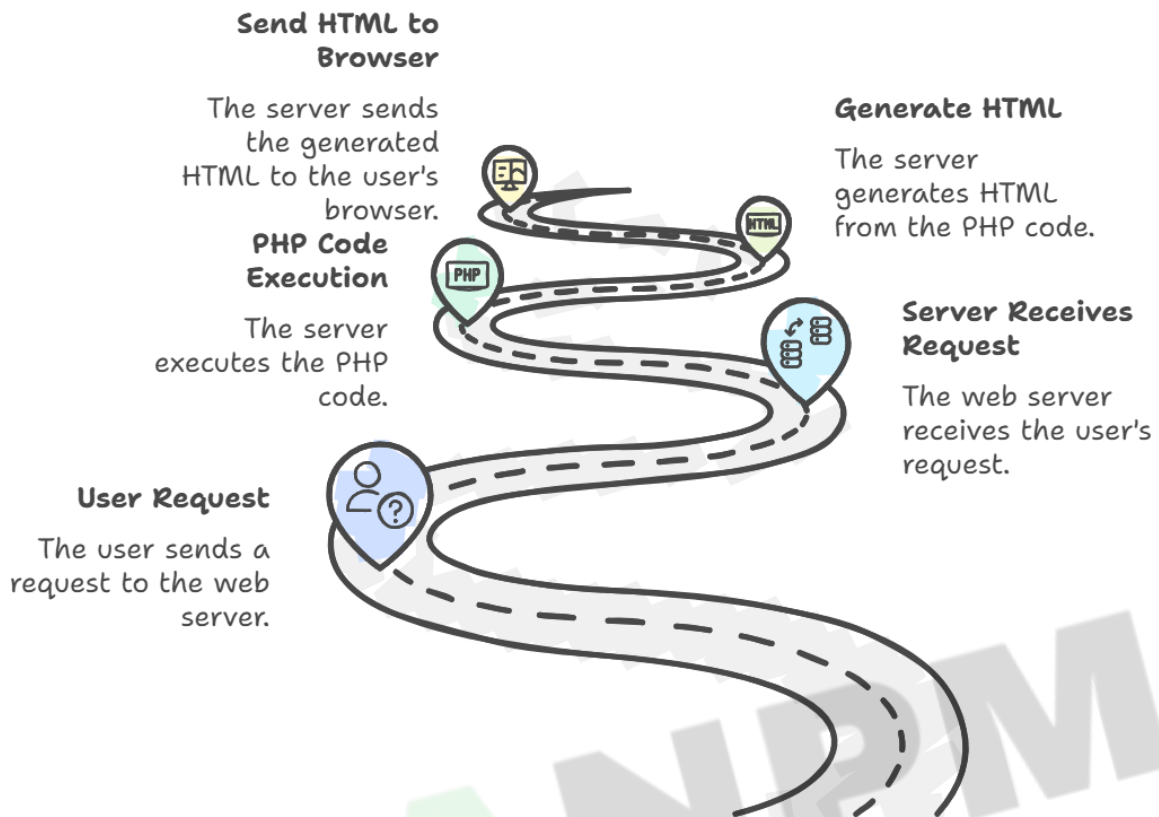 Send HTML to
Browser
The server sends
the generated
HTML to the user's
browser.
Generate HTML
The server
generates HTML
from the PHP code.
HTML
PHP Code
Execution
The server
executes the PHP
code.
PHP
Server Receives
Request
The web server
receives the user's
request.
User Request
The user sends a
request to the web
server.
?
NPM